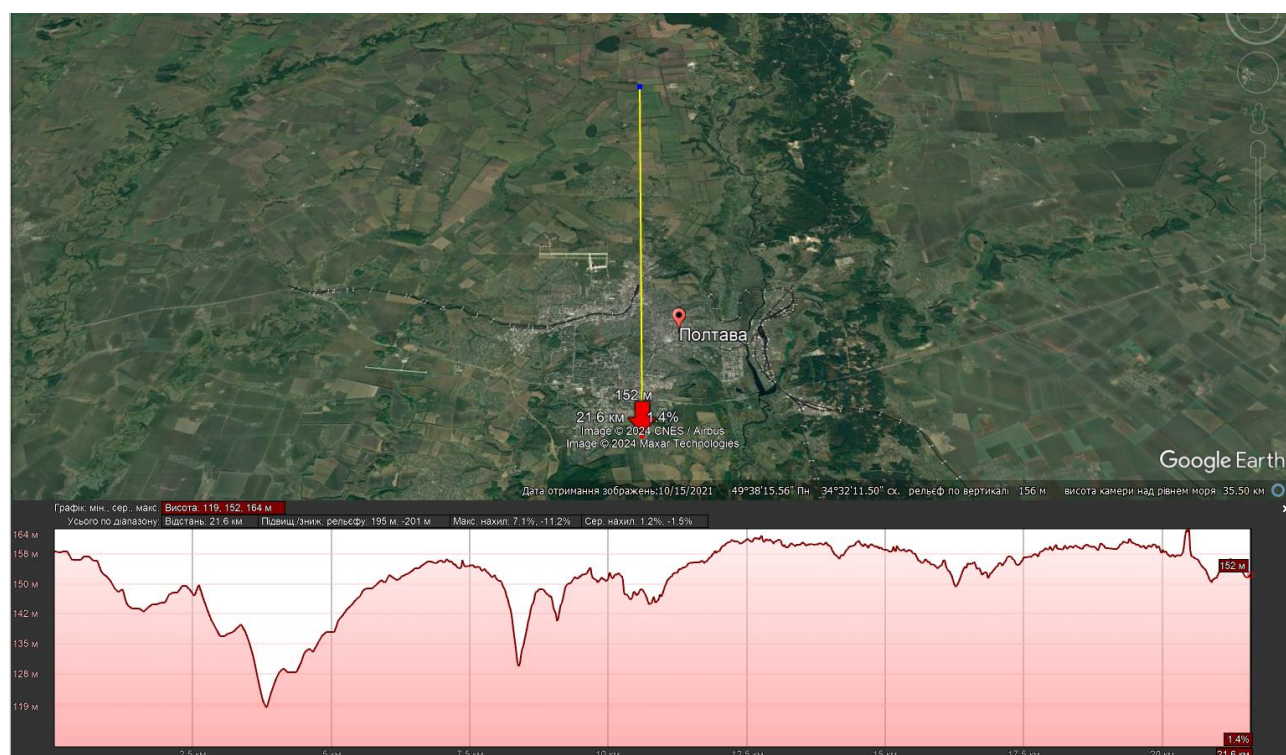 Полтава
152 м
21.6 км 1.4%
Image © 2024 CNES / Airbus
Image © 2024 Maxar Technologies
Google Earth
Дата отримання зображень:10/15/2021 49°38'15.56" Пн 34°32'11.50" сх. рельєф по вертикалі 156 м висота камери над рівнем моря 35.50 км
Графік: мін., сер., макс. Висота: 119, 152, 164 м
Усього по діапазону: Відстань: 21.6 км Підвищ./зниж. рельєфу: 195 м, -201 м Макс. нахил: 7.1%, -11.2% Сер. нахил: 1.2%, -1.5%
164 м
158 м
150 м
142 м
135 м
128 м
119 м
152 м
1.4%
2.5 км 5 км 7.5 км 10 км 12.5 км 15 км 17.5 км 20 км 21.6 км